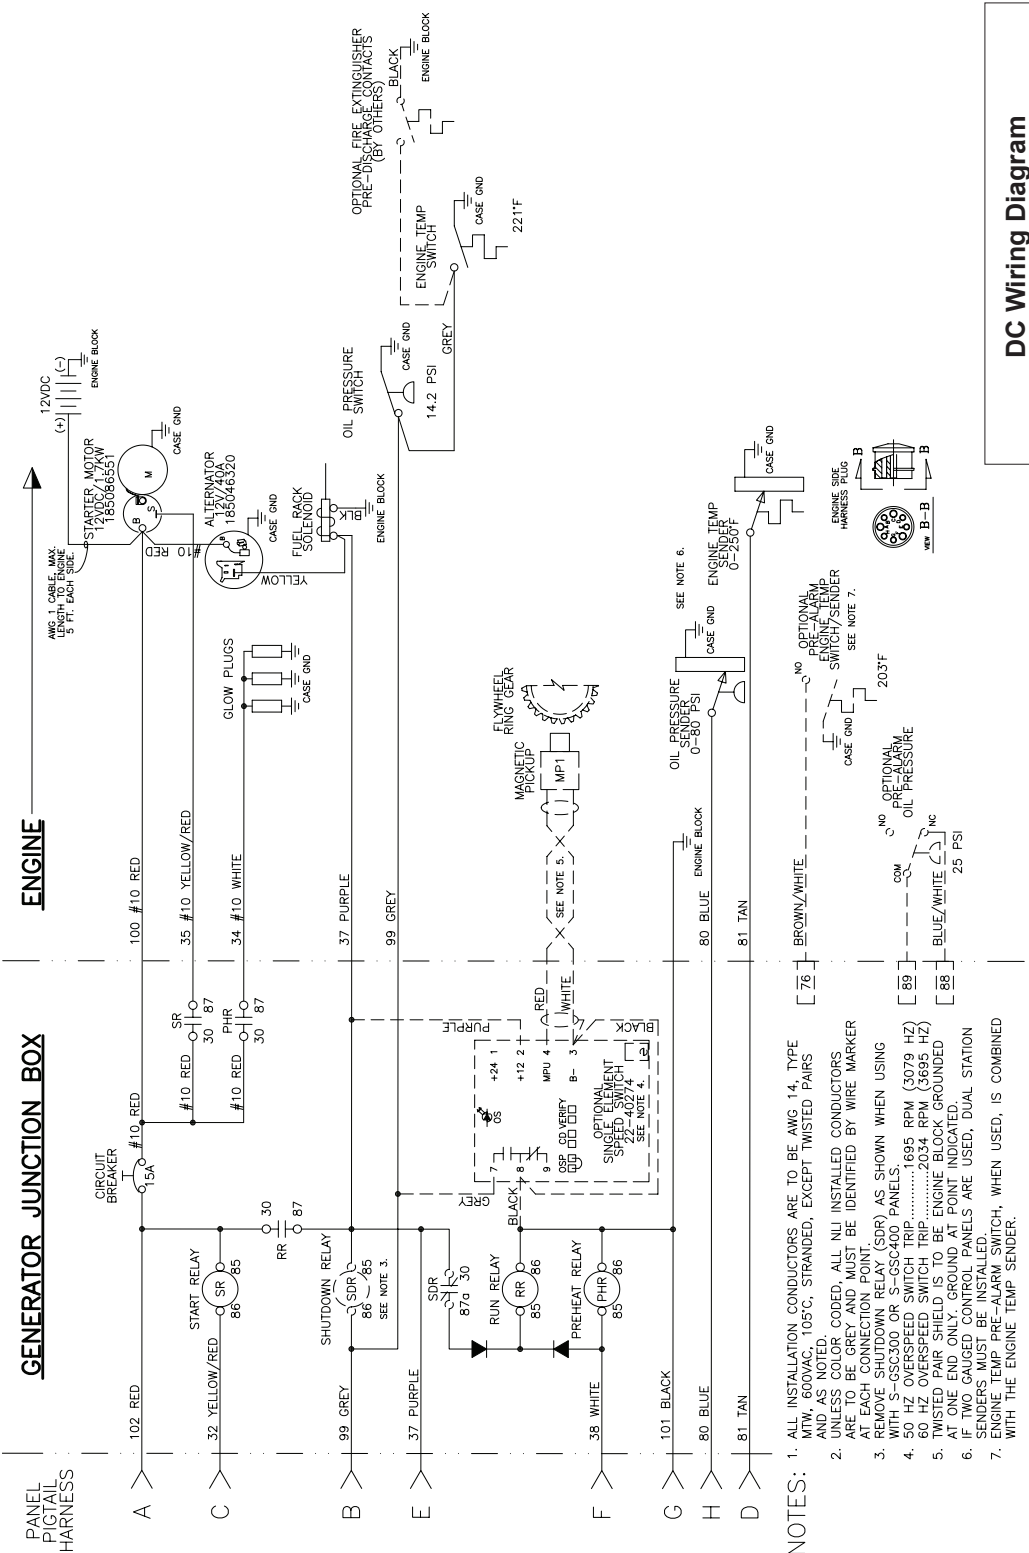 DC Wiring Diagram
ENGINE
GENERATOR JUNCTION BOX
PANEL
PIGTAIL
HARNESS
A
C
B
E
F
G
H
D
102 RED
32 YELLOW/RED
99 GREY
37 PURPLE
38 WHITE
101 BLACK
80 BLUE
81 TAN
CIRCUIT
BREAKER
15A
#10 RED
#10 RED
#10 RED
START RELAY
86
SR
85
30
RR
87
SR
30
87
PHR
30
87
SHUTDOWN RELAY
86
SDR
85
SEE NOTE 3.
SDR
87a
30
RUN RELAY
85
RR
86
PREHEAT RELAY
85
PHR
86
GREY
BLACK
PURPLE
BLACK
RED
WHITE
7
8
9
OS
OSP
CD
VERIFY
+24 1
+12 2
MPU 4
B- 3
OPTIONAL
SINGLE ELEMENT
SPEED SWITCH
22-40274
SEE NOTE 4.
e
100 #10 RED
35 #10 YELLOW/RED
34 #10 WHITE
37 PURPLE
99 GREY
80 BLUE
81 TAN
AWG 1 CABLE, MAX.
LENGTH TO ENGINE
5 FT. EACH SIDE.
STARTER MOTOR
12VDC/1.7KW
185086551
12VDC
(+)
(-)
ENGINE BLOCK
B
S
M
CASE GND
#10 RED
ALTERNATOR
12V/40A
185046320
B
CASE GND
YELLOW
GLOW PLUGS
CASE GND
FUEL RACK
SOLENOID
BLK
ENGINE BLOCK
OIL PRESSURE
SWITCH
CASE GND
14.2 PSI
GREY
ENGINE TEMP
SWITCH
CASE GND
221°F
OPTIONAL FIRE EXTINGUISHER
PRE-DISCHARGE CONTACTS
(BY OTHERS)
BLACK
ENGINE BLOCK
SEE NOTE 5.
MAGNETIC
PICKUP
MP1
FLYWHEEL
RING GEAR
ENGINE BLOCK
OIL PRESSURE
SENDER
0-80 PSI
CASE GND
SEE NOTE 6.
ENGINE TEMP
SENDER
0-250°F
CASE GND
76
BROWN/WHITE
NO
OPTIONAL
PRE-ALARM
ENGINE TEMP
SWITCH/SENDER
SEE NOTE 7.
CASE GND
203°F
89
88
BLUE/WHITE
COM
NO
NC
OPTIONAL
PRE-ALARM
OIL PRESSURE
25 PSI
ENGINE SIDE
HARNESS PLUG
B
B
VIEW B-B
NOTES:
1. ALL INSTALLATION CONDUCTORS ARE TO BE AWG 14, TYPE
MTW, 600VAC, 105°C, STRANDED, EXCEPT TWISTED PAIRS
AND AS NOTED.
2. UNLESS COLOR CODED, ALL NLI INSTALLED CONDUCTORS
ARE TO BE GREY AND MUST BE IDENTIFIED BY WIRE MARKER
AT EACH CONNECTION POINT.
3. REMOVE SHUTDOWN RELAY (SDR) AS SHOWN WHEN USING
WITH S-GSC300 OR S-GSC400 PANELS.
4. 50 HZ OVERSPEED SWITCH TRIP............1695 RPM (3079 HZ)
60 HZ OVERSPEED SWITCH TRIP............2034 RPM (3695 HZ)
5. TWISTED PAIR SHIELD IS TO BE ENGINE BLOCK GROUNDED
AT ONE END ONLY. GROUND AT POINT INDICATED.
6. IF TWO GAUGED CONTROL PANELS ARE USED, DUAL STATION
SENDERS MUST BE INSTALLED.
7. ENGINE TEMP PRE-ALARM SWITCH, WHEN USED, IS COMBINED
WITH THE ENGINE TEMP SENDER.